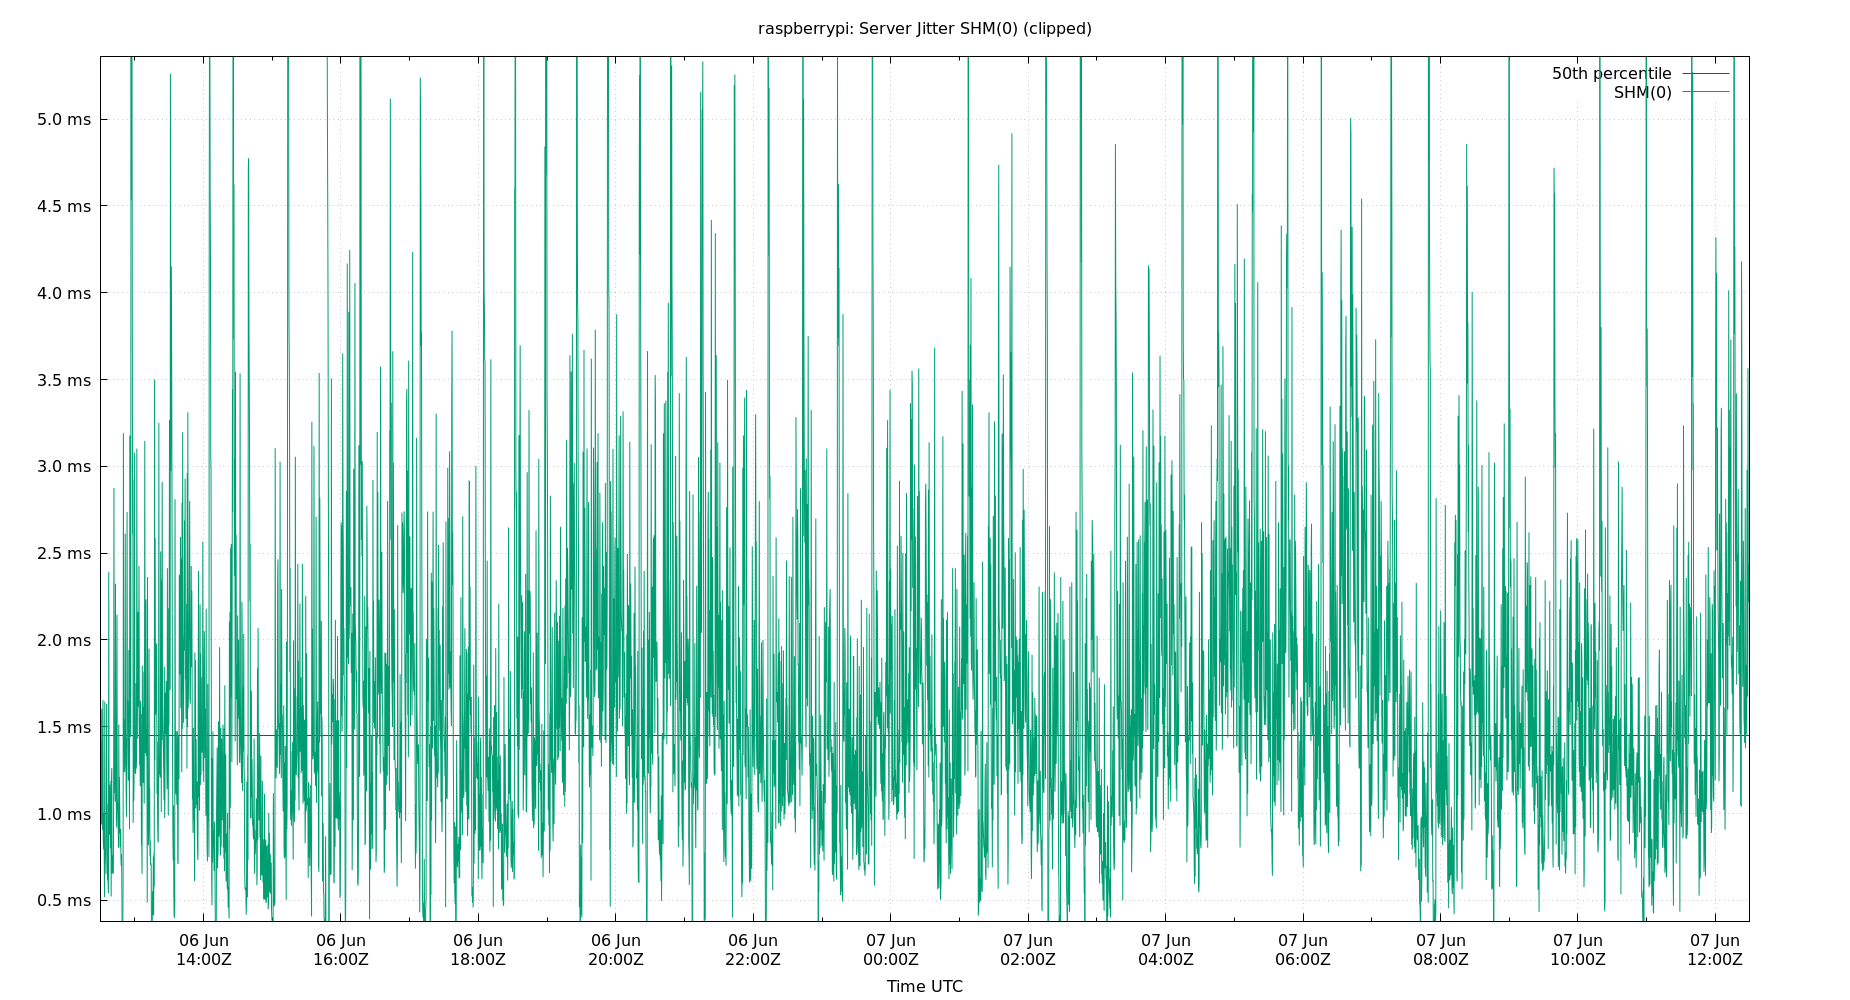 raspberrypi: Server Jitter SHM(0) (clipped)
50th percentile
SHM(0)
5.0 ms
4.5 ms
4.0 ms
3.5 ms
3.0 ms
2.5 ms
2.0 ms
1.5 ms
1.0 ms
0.5 ms
06 Jun 06 Jun 06 Jun 06 Jun 06 Jun 07 Jun 07 Jun 07 Jun 07 Jun 07 Jun 07 Jun 07 Jun
14:00Z 16:00Z 18:00Z 20:00Z 22:00Z 00:00Z 02:00Z 04:00Z 06:00Z 08:00Z 10:00Z 12:00Z
Time UTC